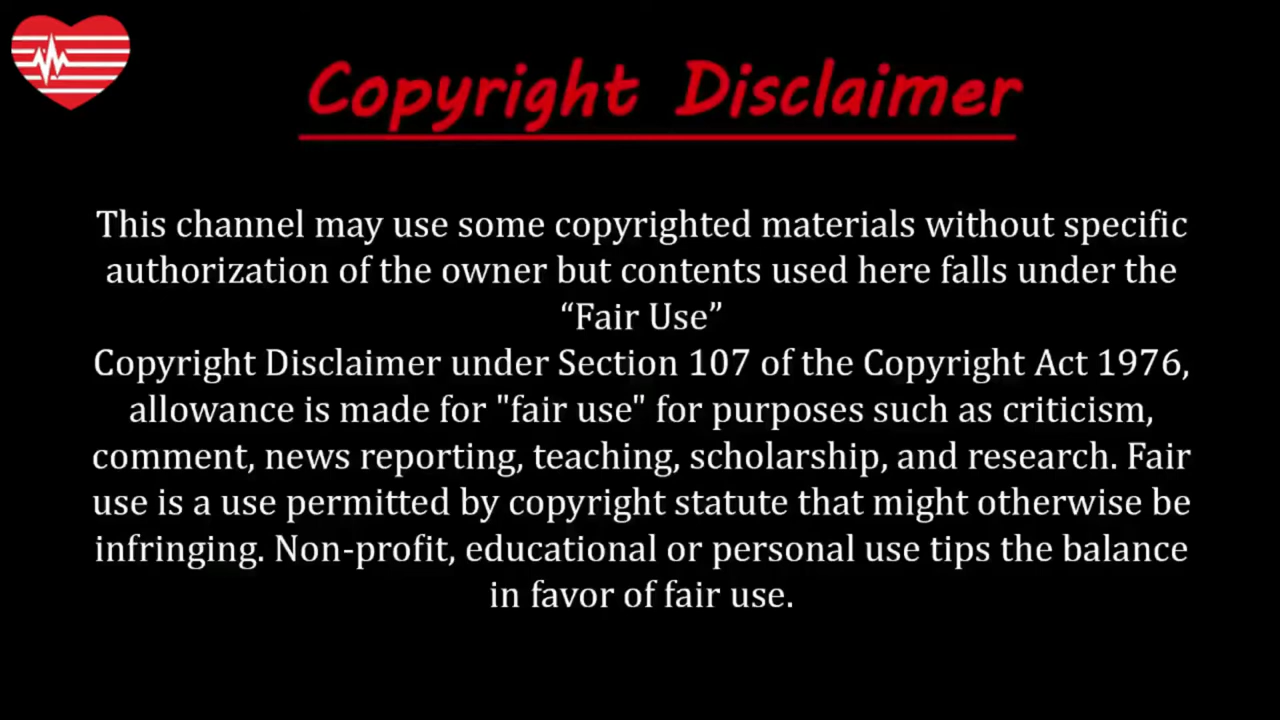 Copyright Disclaimer
This channel may use some copyrighted materials without specific
authorization of the owner but contents used here falls under the
“Fair Use”
Copyright Disclaimer under Section 107 of the Copyright Act 1976,
allowance is made for "fair use" for purposes such as criticism,
comment, news reporting, teaching, scholarship, and research. Fair
use is a use permitted by copyright statute that might otherwise be
infringing. Non-profit, educational or personal use tips the balance
in favor of fair use.